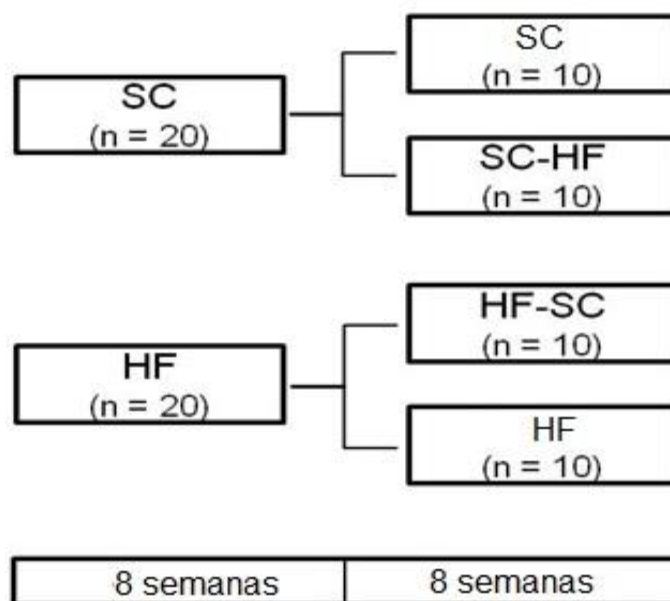 SC
(n = 20)
SC
(n = 10)
SC-HF
(n = 10)
HF
(n = 20)
HF-SC
(n = 10)
HF
(n = 10)
8 semanas
8 semanas